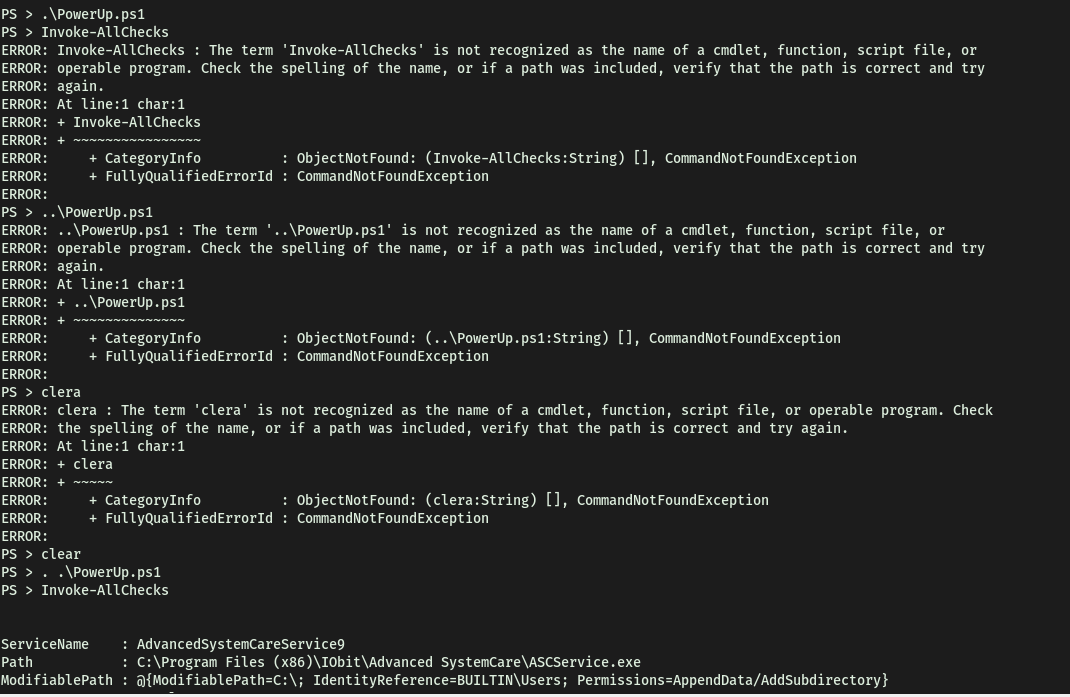 PS > .\PowerUp.ps1
PS > Invoke-AllChecks
ERROR: Invoke-AllChecks : The term 'Invoke-AllChecks' is not recognized as the name of a cmdlet, function, script file, or
ERROR: operable program. Check the spelling of the name, or if a path was included, verify that the path is correct and try
ERROR: again.
ERROR: At line:1 char:1
ERROR: + Invoke-AllChecks
ERROR: + ~~~~~~~~~~~~~~~~
ERROR:     + CategoryInfo          : ObjectNotFound: (Invoke-AllChecks:String) [], CommandNotFoundException
ERROR:     + FullyQualifiedErrorId : CommandNotFoundException
ERROR:
PS > ..\PowerUp.ps1
ERROR: ..\PowerUp.ps1 : The term '..\PowerUp.ps1' is not recognized as the name of a cmdlet, function, script file, or
ERROR: operable program. Check the spelling of the name, or if a path was included, verify that the path is correct and try
ERROR: again.
ERROR: At line:1 char:1
ERROR: + ..\PowerUp.ps1
ERROR: + ~~~~~~~~~~~~~~
ERROR:     + CategoryInfo          : ObjectNotFound: (..\PowerUp.ps1:String) [], CommandNotFoundException
ERROR:     + FullyQualifiedErrorId : CommandNotFoundException
ERROR:
PS > clera
ERROR: clera : The term 'clera' is not recognized as the name of a cmdlet, function, script file, or operable program. Check
ERROR: the spelling of the name, or if a path was included, verify that the path is correct and try again.
ERROR: At line:1 char:1
ERROR: + clera
ERROR: + ~~~~~
ERROR:     + CategoryInfo          : ObjectNotFound: (clera:String) [], CommandNotFoundException
ERROR:     + FullyQualifiedErrorId : CommandNotFoundException
ERROR:
PS > clear
PS > . .\PowerUp.ps1
PS > Invoke-AllChecks
ServiceName    : AdvancedSystemCareService9
Path           : C:\Program Files (x86)\IObit\Advanced SystemCare\ASCService.exe
ModifiablePath : @{ModifiablePath=C:\; IdentityReference=BUILTIN\Users; Permissions=AppendData/AddSubdirectory}